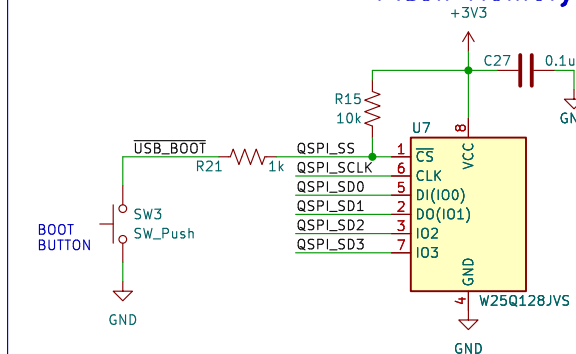 +3V3
C27
0.1u
R15
10k
U7
8
VCC
USB_BOOT
R21
1k
QSPI_SS
1
CS
QSPI_SCLK
6
CLK
QSPI_SD0
5
DI(IO0)
QSPI_SD1
2
DO(IO1)
QSPI_SD2
3
IO2
QSPI_SD3
7
IO3
SW3
SW_Push
BOOT
BUTTON
GND
GND
4
W25Q128JVS
GND